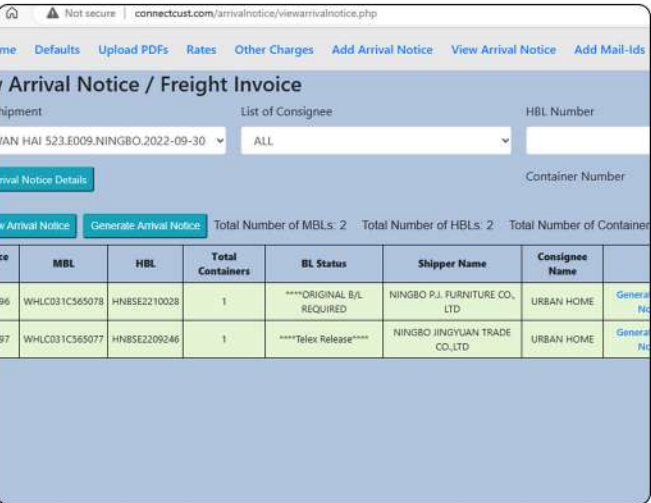 Not secure | connectcust.com/arrivalnotice/viewarrivalnotice.php
me Defaults Upload PDFs Rates Other Charges Add Arrival Notice View Arrival Notice Add Mail-Ids
Arrival Notice / Freight Invoice
hipment List of Consignee HBL Number
WAN HAI 523.E009.NINGBO.2022-09-30 ALL
rival Notice Details Container Number
w Arrival Notice Generate Arrival Notice Total Number of MBLs: 2 Total Number of HBLs: 2 Total Number of Container
ce MBL HBL Total Containers BL Status Shipper Name Consignee Name
96 WHLC031C565078 HNBSE2210028 1 ****ORIGINAL B/L REQUIRED NINGBO P.J. FURNITURE CO., LTD URBAN HOME Genera No
97 WHLC031C565077 HNBSE2209246 1 ****Telex Release**** NINGBO JINGYUAN TRADE CO.,LTD URBAN HOME Genera No